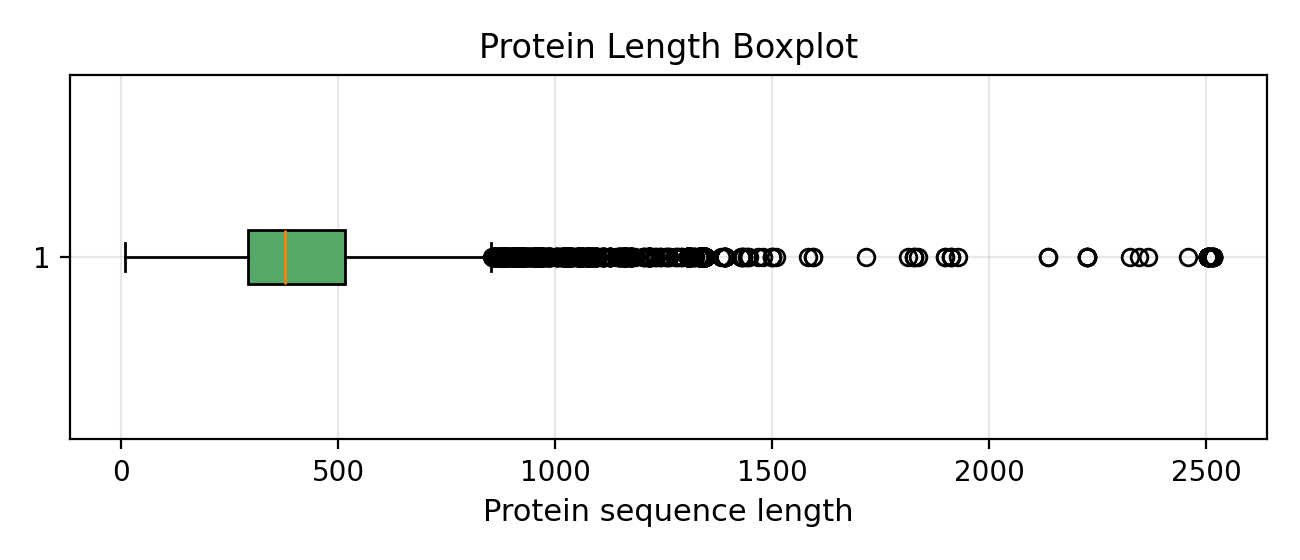 Protein Length Boxplot
1
0 500 1000 1500 2000 2500
Protein sequence length